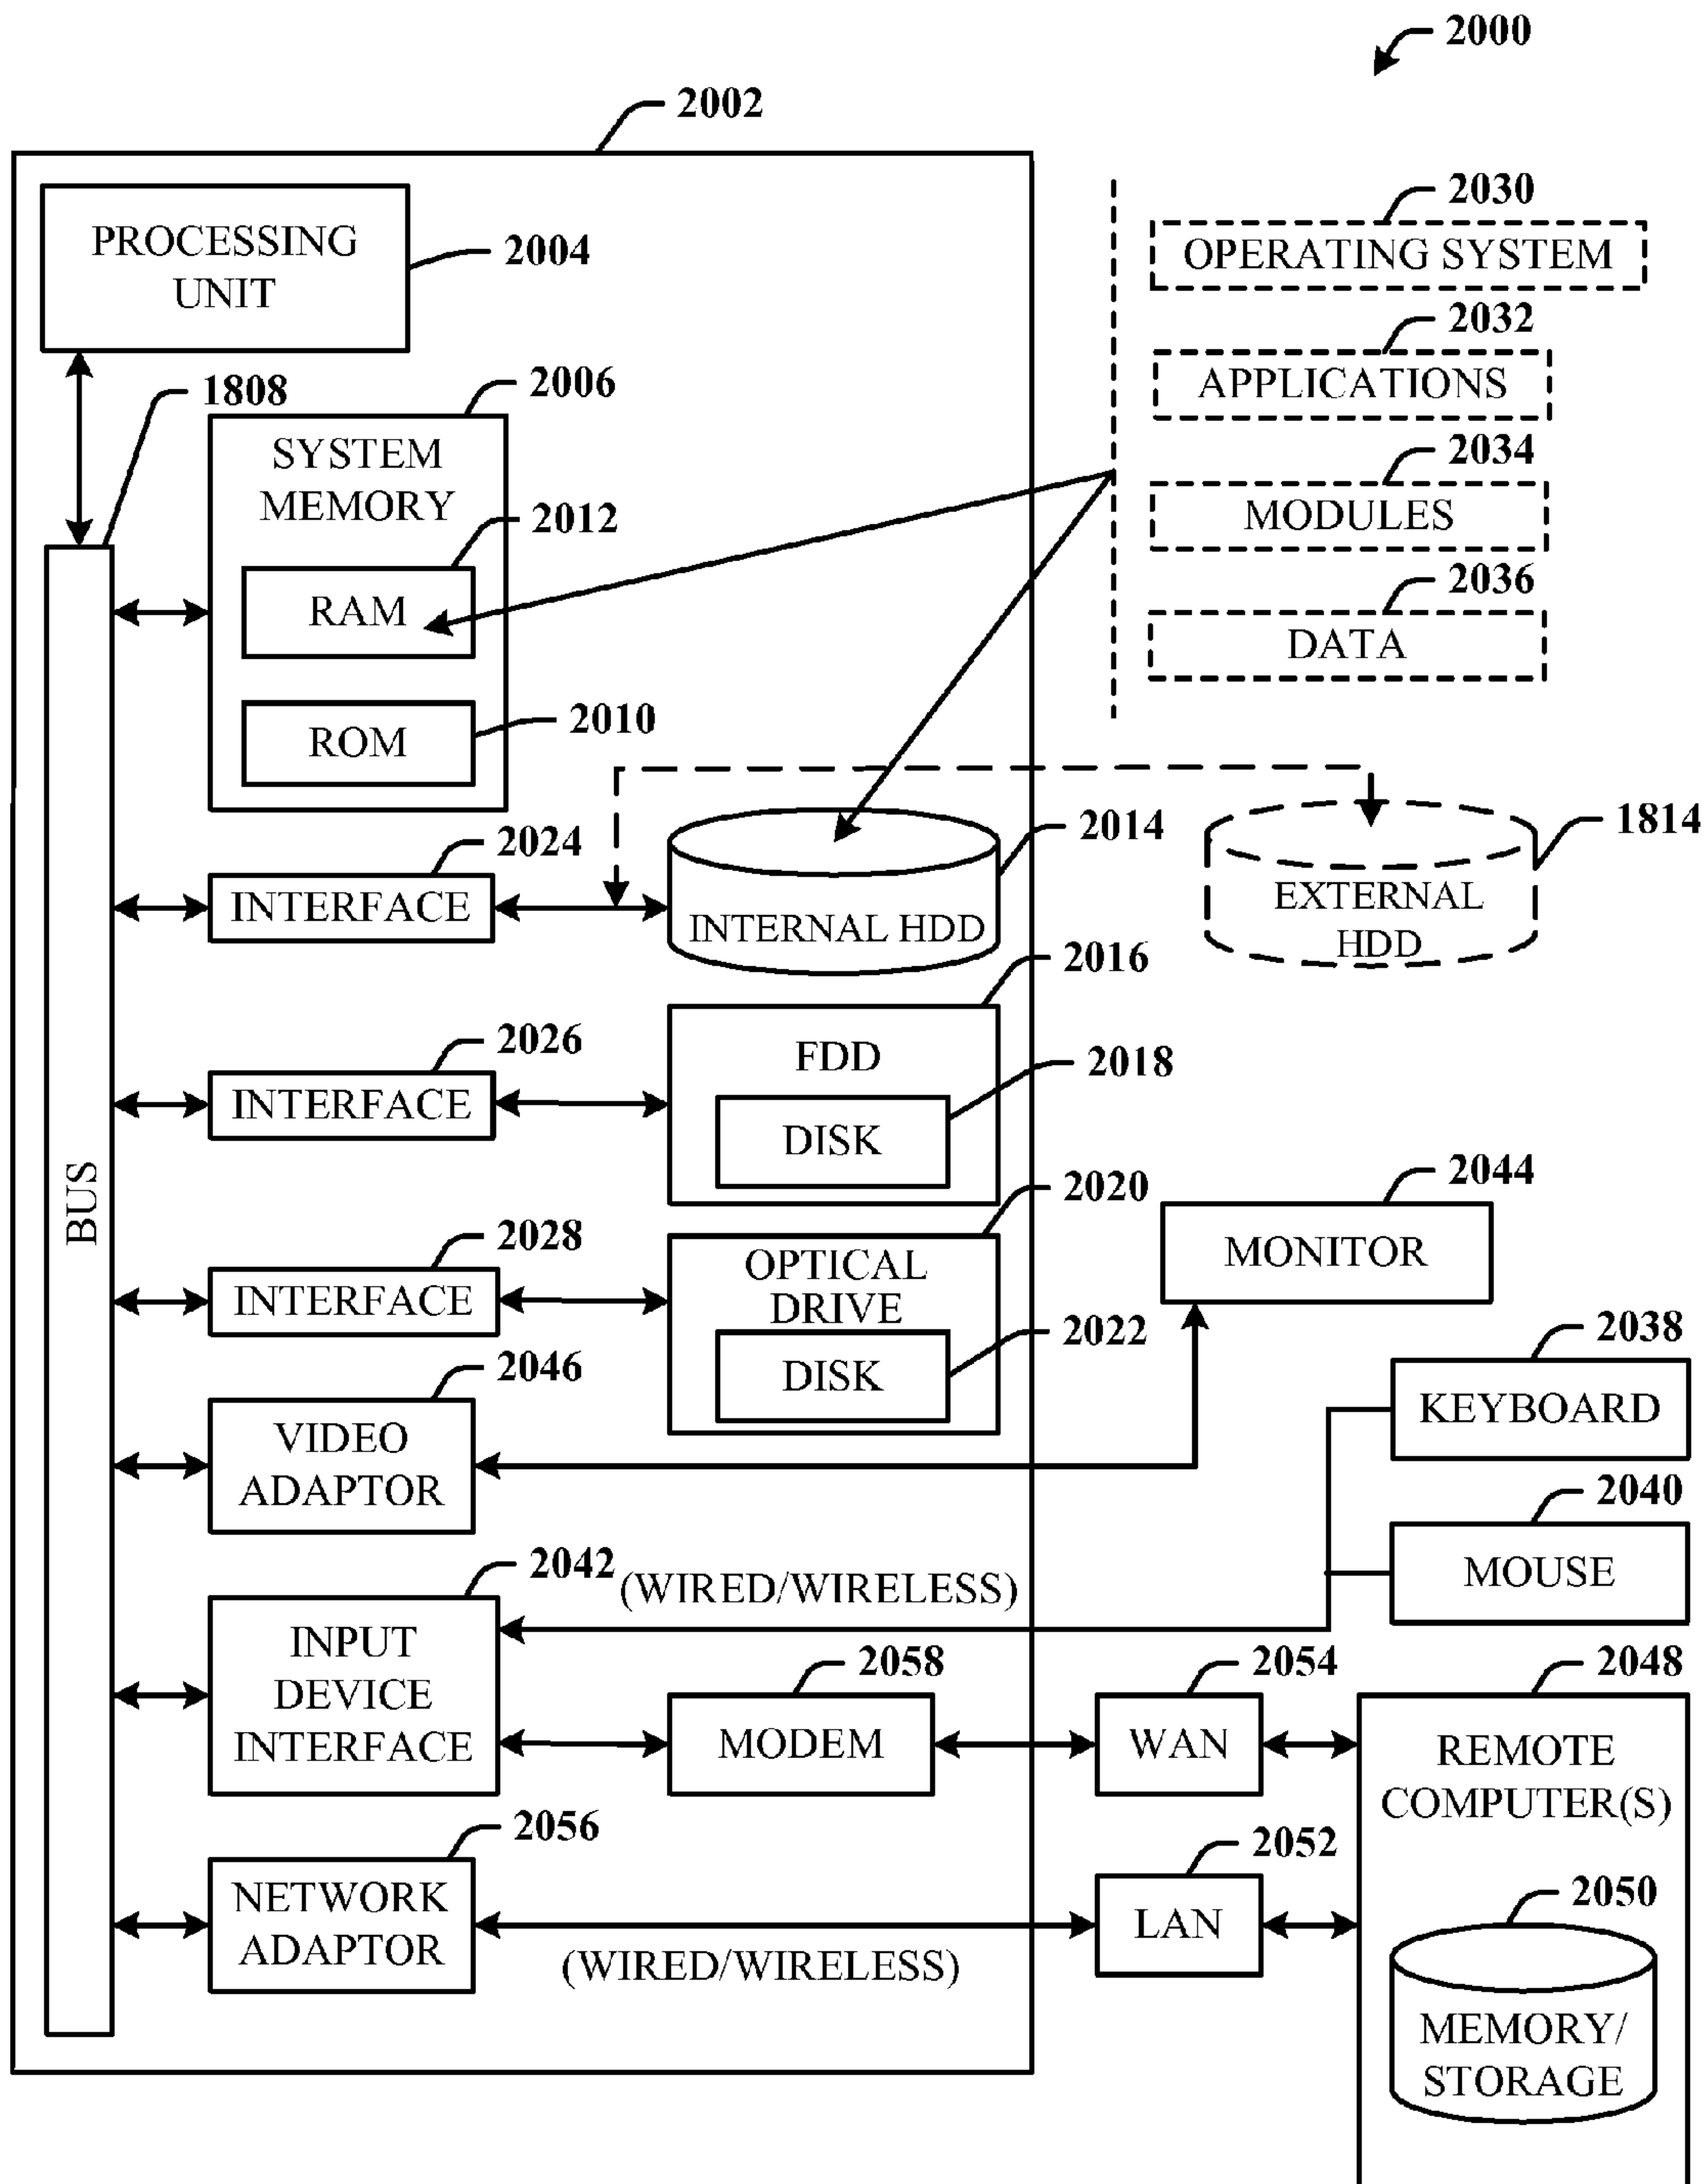 2000
2002
PROCESSING
UNIT
2004
2030
OPERATING SYSTEM
2032
APPLICATIONS
2034
MODULES
2036
DATA
1808
2006
SYSTEM
MEMORY
2012
RAM
2010
ROM
2024
INTERFACE
2014
INTERNAL HDD
1814
EXTERNAL
HDD
2026
INTERFACE
2016
FDD
2018
DISK
BUS
2028
INTERFACE
2020
OPTICAL
DRIVE
2022
DISK
2044
MONITOR
2046
VIDEO
ADAPTOR
2038
KEYBOARD
2040
MOUSE
2042
(WIRED/WIRELESS)
INPUT
DEVICE
INTERFACE
2058
MODEM
2054
WAN
2048
REMOTE
COMPUTER(S)
2056
NETWORK
ADAPTOR
(WIRED/WIRELESS)
2052
LAN
2050
MEMORY/
STORAGE